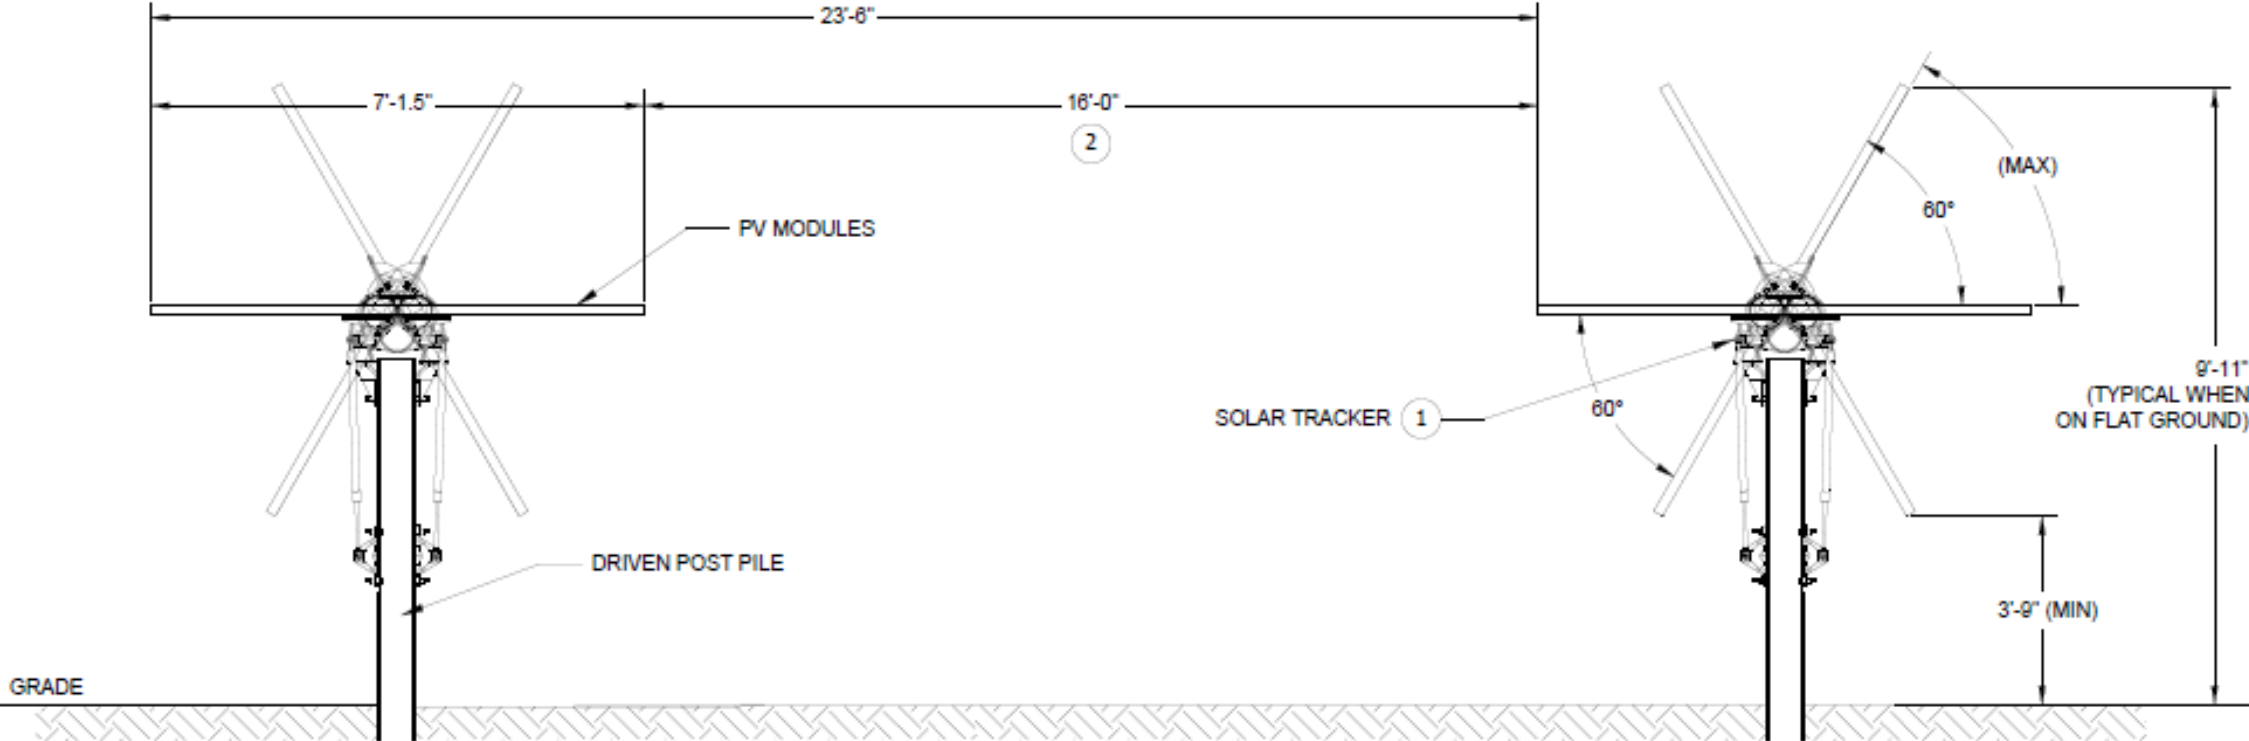 23'-6"
7'-1.5"
16'-0"
2
(MAX)
60°
PV MODULES
9'-11"
(TYPICAL WHEN
ON FLAT GROUND)
SOLAR TRACKER 1
60°
DRIVEN POST PILE
3'-9" (MIN)
GRADE